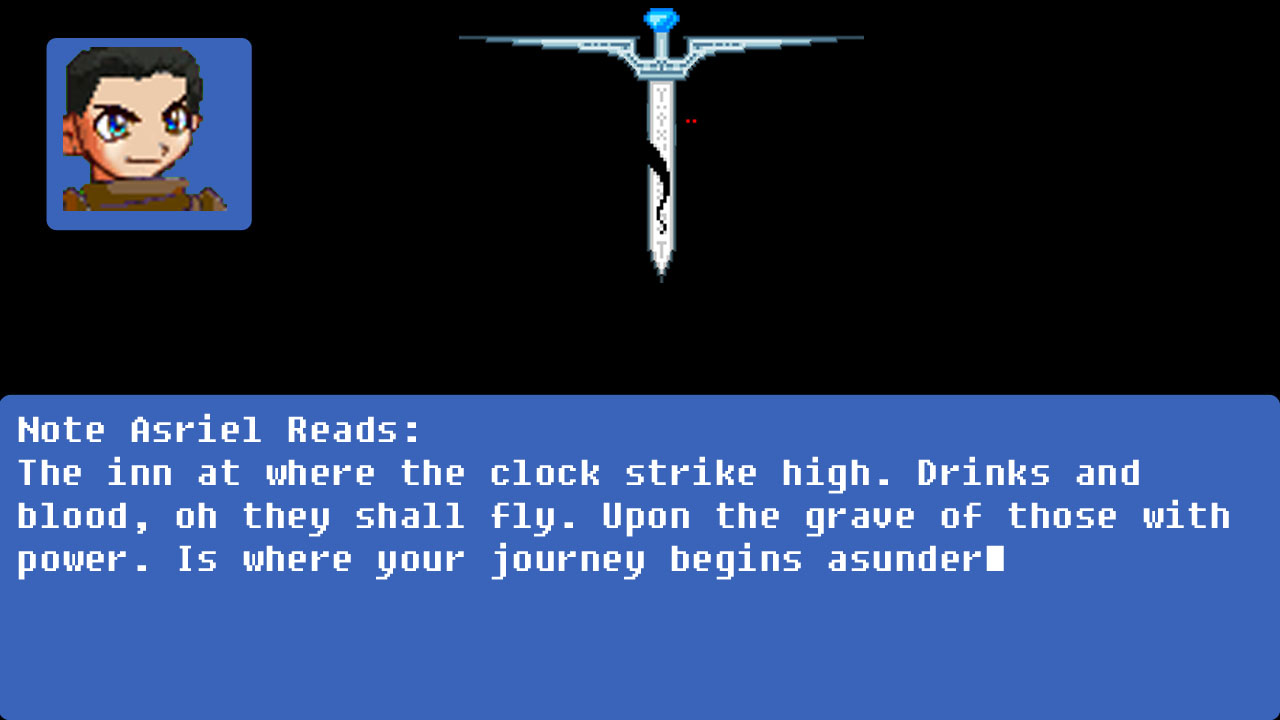 Note Asriel Reads:
The inn at where the clock strike high. Drinks and
blood, oh they shall fly. Upon the grave of those with
power. Is where your journey begins asunder